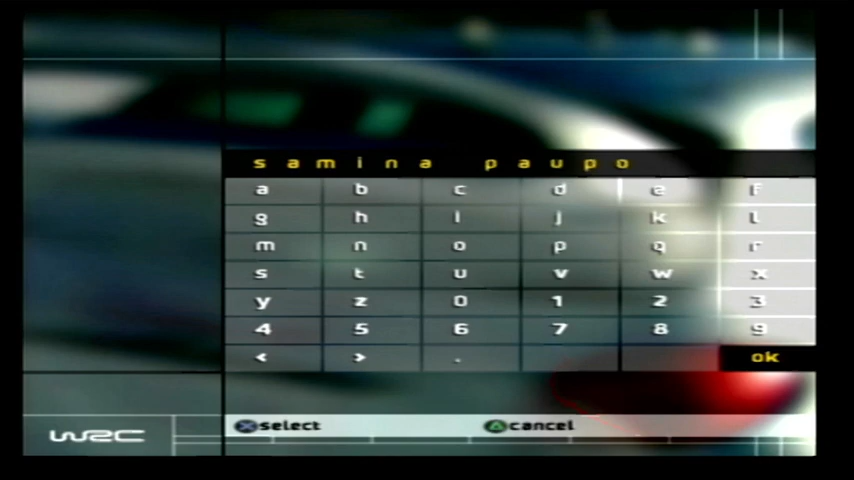 samina paupo
a b c d e f
g h i j k l
m n o p q r
s t u v w x
y z 0 1 2 3
4 5 6 7 8 9
< > . ok
select cancel
WRC